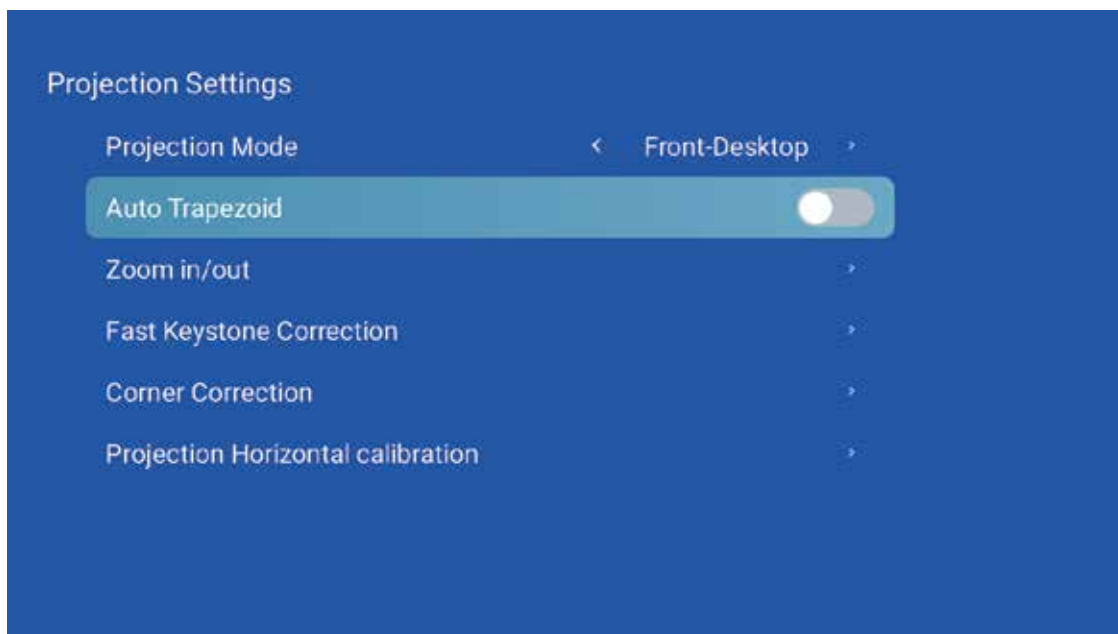 Projection Settings
Projection Mode < Front-Desktop >
Auto Trapezoid
Zoom in/out >
Fast Keystone Correction >
Corner Correction >
Projection Horizontal calibration >